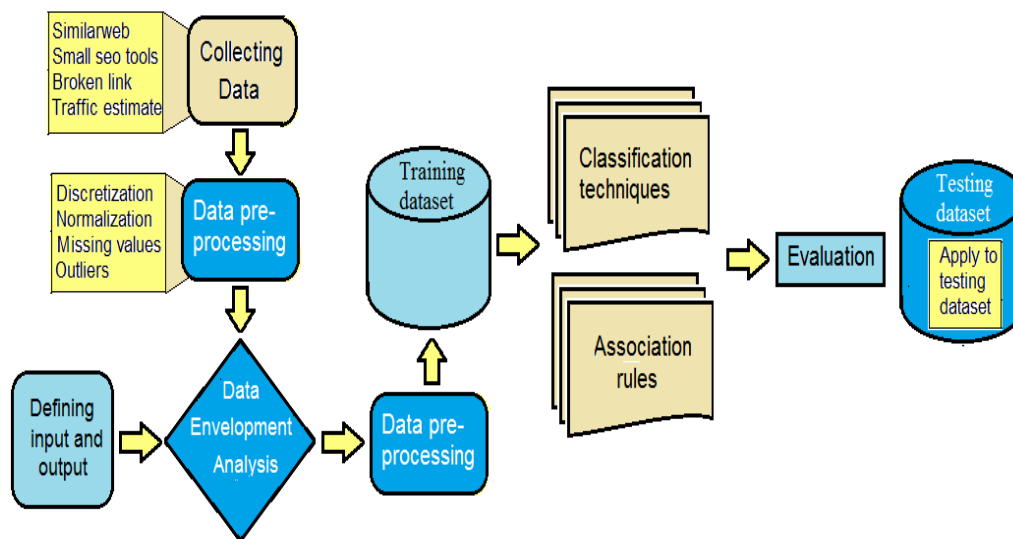 Similarweb
Small seo tools
Broken link
Traffic estimate
Collecting
Data
Discretization
Normalization
Missing values
Outliers
Data pre-
processing
Defining
input and
output
Data
Envelopment
Analysis
Data pre-
processing
Training
dataset
Classification
techniques
Association
rules
Evaluation
Testing
dataset
Apply to
testing
dataset